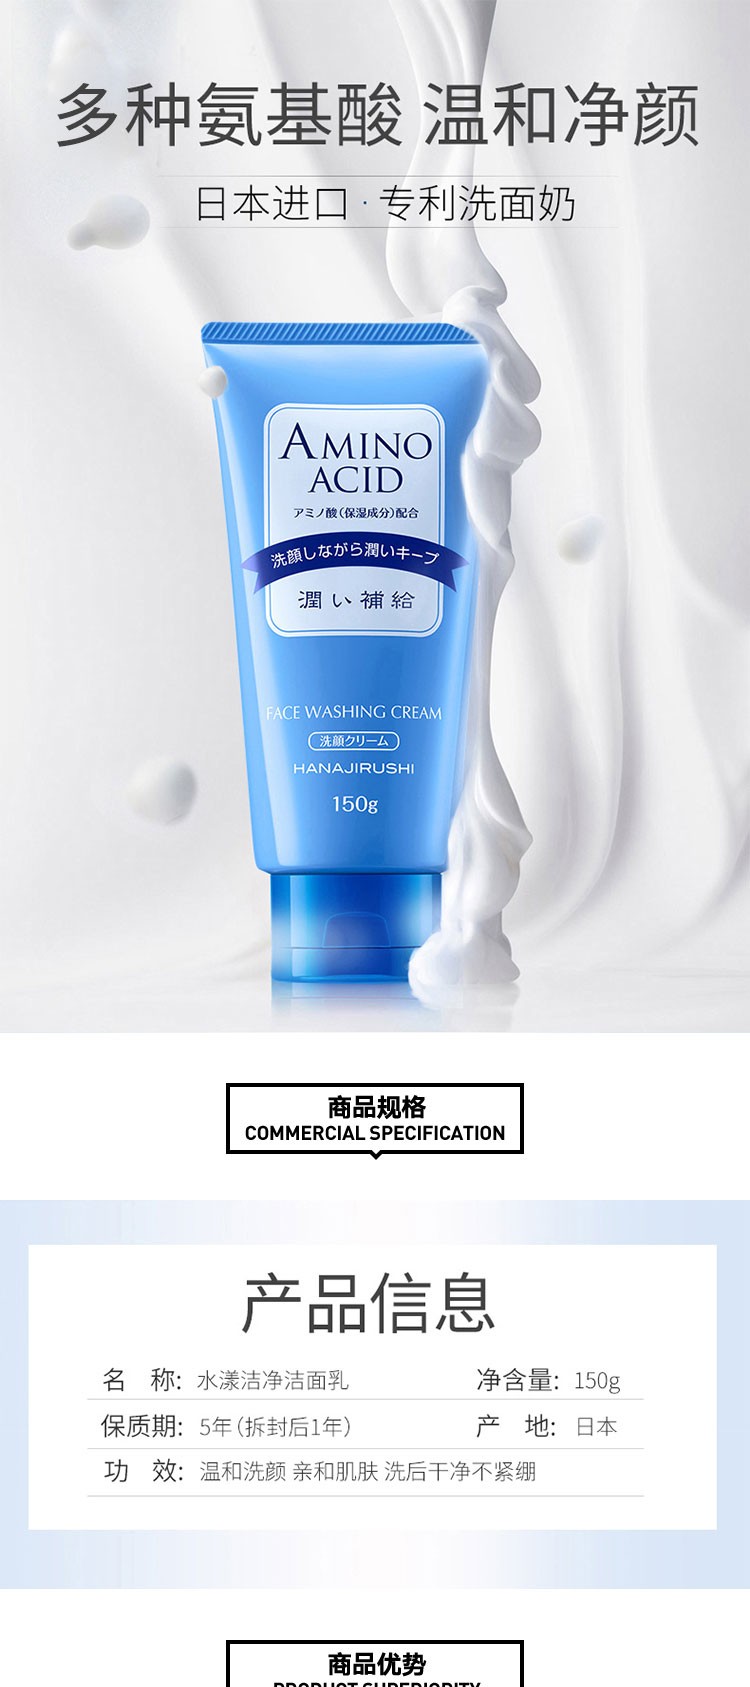 多种氨基酸 温和净颜
日本进口·专利洗面奶
AMINO
ACID
アミノ酸(保湿成分)配合
洗顔しながら潤いキープ
潤い補給
FACE WASHING CREAM
洗顔クリーム
HANAJIRUSHI
150g
商品规格
COMMERCIAL SPECIFICATION
产品信息
名 称: 水漾洁净洁面乳 净含量: 150g
保质期: 5年(拆封后1年) 产 地: 日本
功 效: 温和洗颜 亲和肌肤 洗后干净不紧绷
商品优势
PRODUCT SUPERIORITY